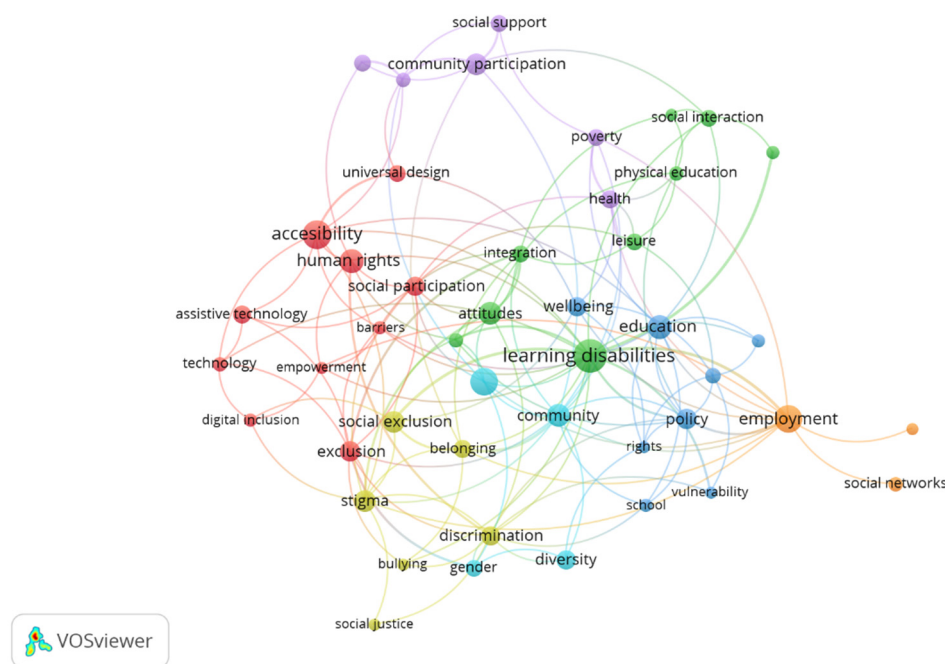 social support
community participation
social interaction
poverty
physical education
universal design
health
accesibility
leisure
integration
human rights
social participation
wellbeing
assistive technology
attitudes
barriers
education
learning disabilities
technology
empowerment
community
policy
employment
digital inclusion
social exclusion
belonging
rights
exclusion
social networks
vulnerability
stigma
school
discrimination
diversity
bullying
gender
social justice
VOSviewer